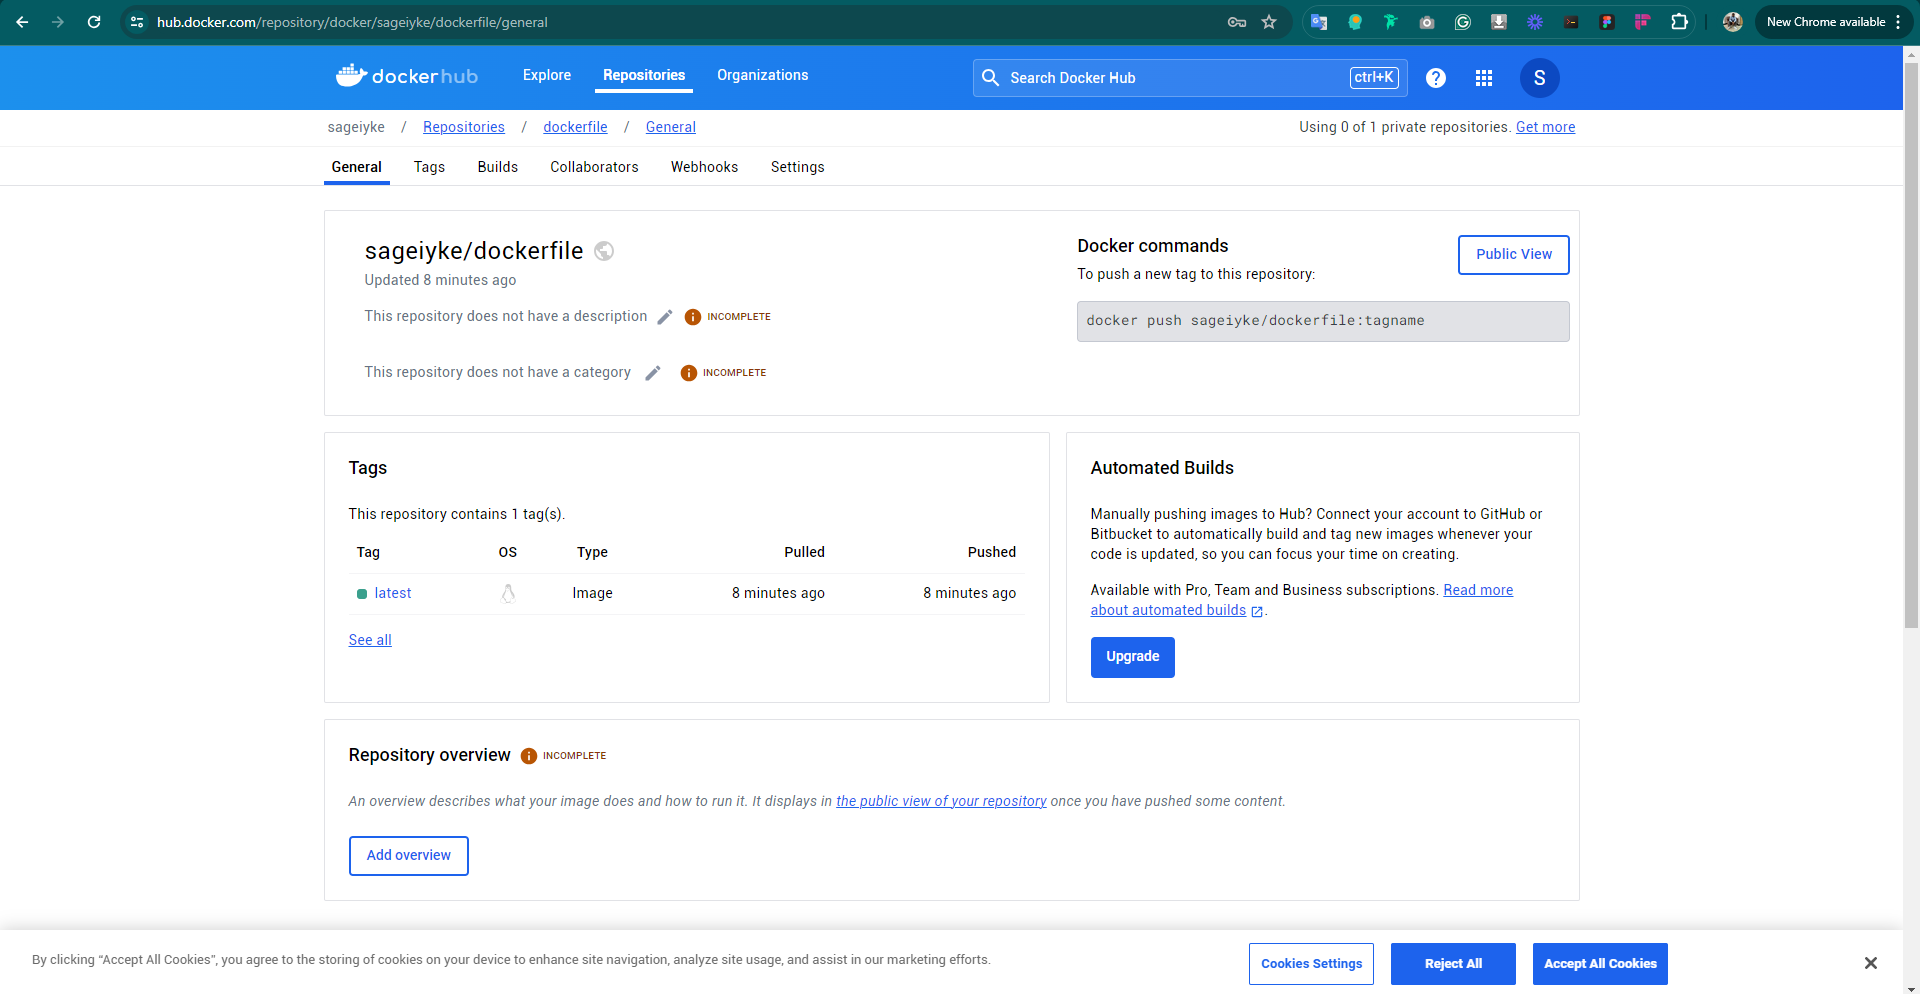 hub.docker.com/repository/docker/sageiyke/dockerfile/general
New Chrome available
dockerhub
Explore
Repositories
Organizations
Search Docker Hub
ctrl+K
S
sageiyke / Repositories / dockerfile / General
Using 0 of 1 private repositories. Get more
General
Tags
Builds
Collaborators
Webhooks
Settings
sageiyke/dockerfile
Updated 8 minutes ago
This repository does not have a description
INCOMPLETE
This repository does not have a category
INCOMPLETE
Docker commands
Public View
To push a new tag to this repository:
docker push sageiyke/dockerfile:tagname
Tags
This repository contains 1 tag(s).
Tag OS Type Pulled Pushed
latest Image 8 minutes ago 8 minutes ago
See all
Automated Builds
Manually pushing images to Hub? Connect your account to GitHub or
Bitbucket to automatically build and tag new images whenever your
code is updated, so you can focus your time on creating.
Available with Pro, Team and Business subscriptions. Read more
about automated builds .
Upgrade
Repository overview
INCOMPLETE
An overview describes what your image does and how to run it. It displays in the public view of your repository once you have pushed some content.
Add overview
By clicking “Accept All Cookies”, you agree to the storing of cookies on your device to enhance site navigation, analyze site usage, and assist in our marketing efforts.
Cookies Settings
Reject All
Accept All Cookies